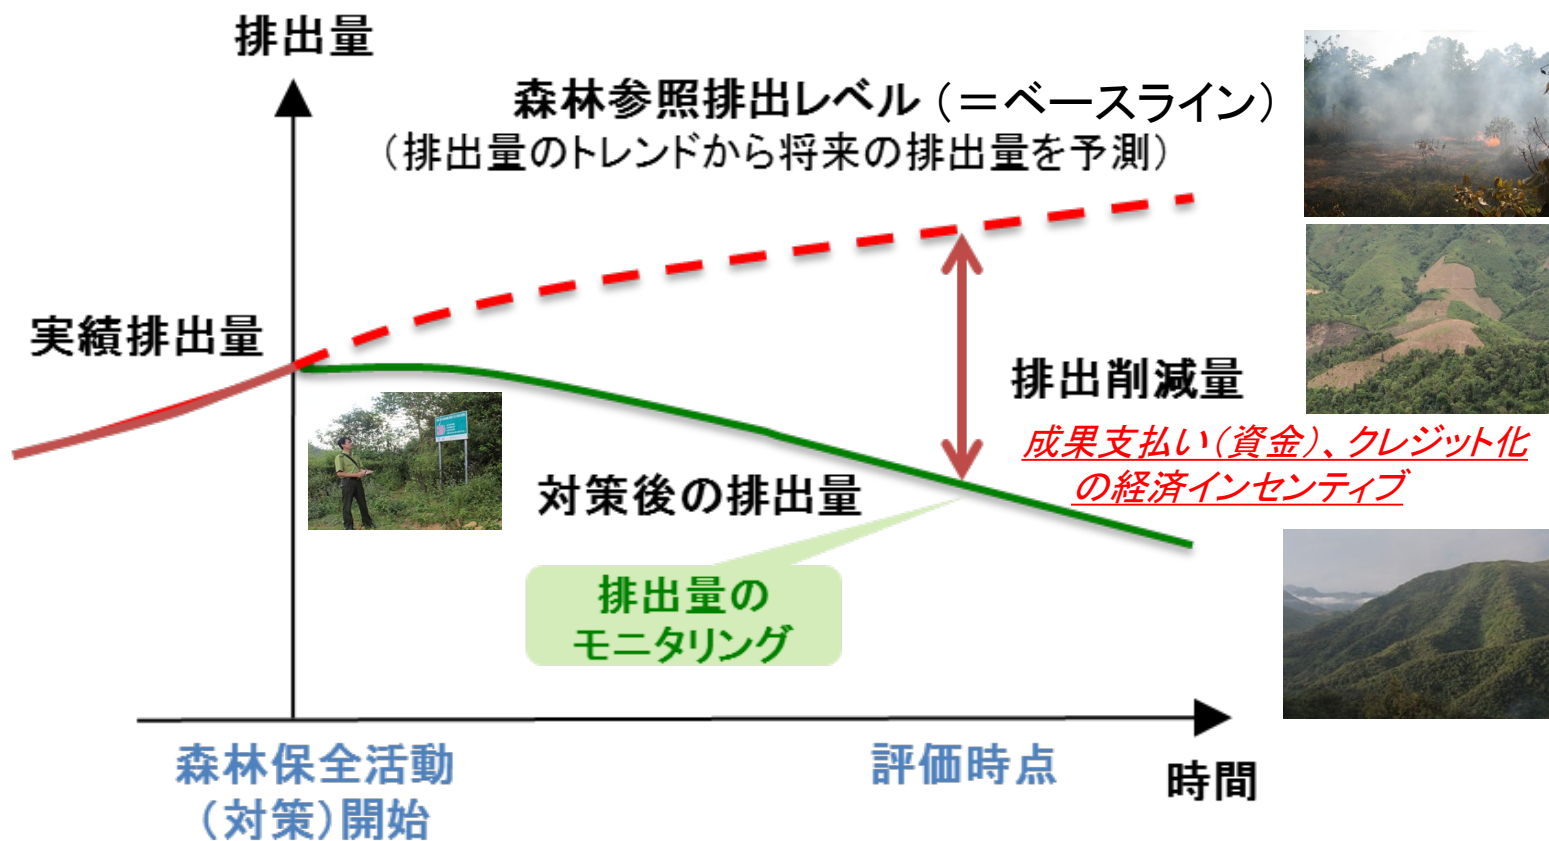 排出量
森林参照排出レベル（＝ベースライン）
（排出量のトレンドから将来の排出量を予測）
実績排出量
排出削減量
成果支払い（資金）、クレジット化
の経済インセンティブ
対策後の排出量
排出量の
モニタリング
森林保全活動
（対策）開始
評価時点
時間